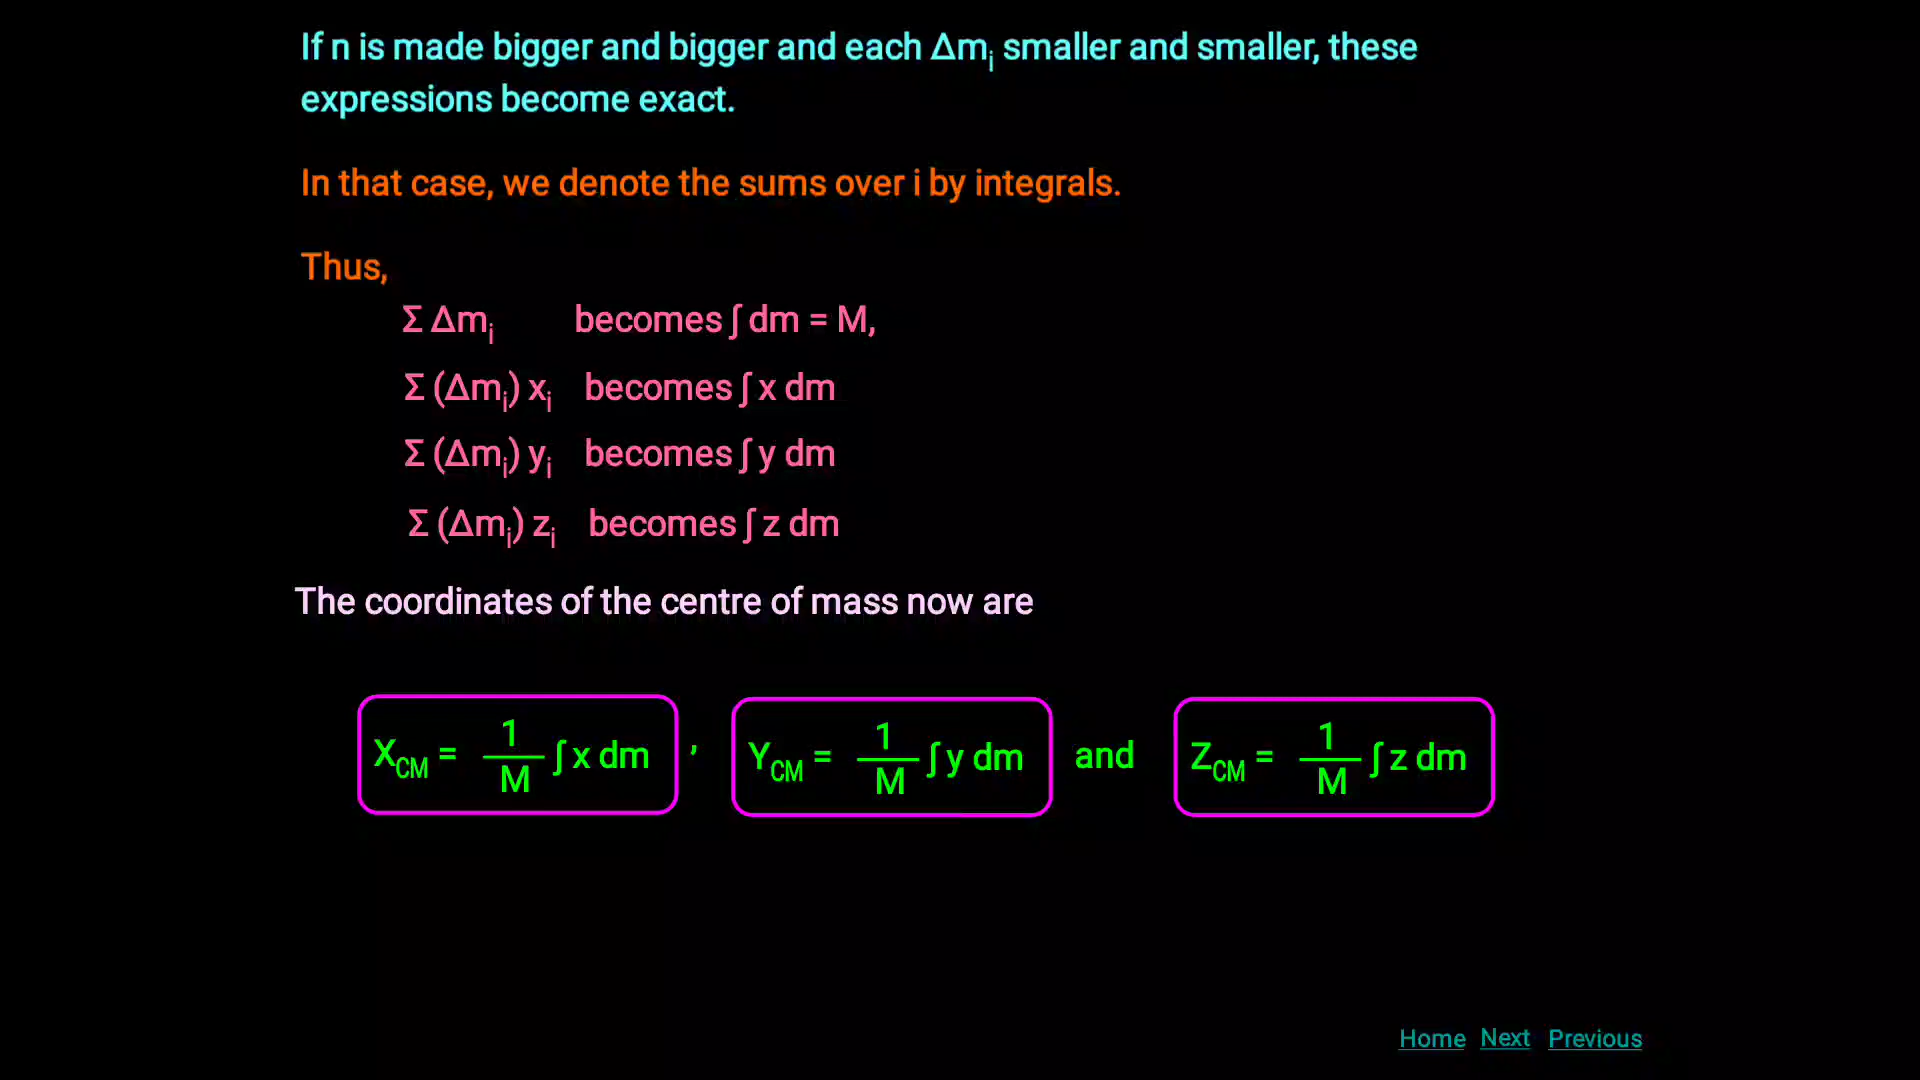 If n is made bigger and bigger and each Δmᵢ smaller and smaller, these
expressions become exact.
In that case, we denote the sums over i by integrals.
Thus,
Σ Δmᵢ becomes ∫ dm = M,
Σ (Δmᵢ) xᵢ becomes ∫ x dm
Σ (Δmᵢ) yᵢ becomes ∫ y dm
Σ (Δmᵢ) zᵢ becomes ∫ z dm
The coordinates of the centre of mass now are
X_CM = 1/M ∫ x dm , Y_CM = 1/M ∫ y dm and Z_CM = 1/M ∫ z dm
Home Next Previous